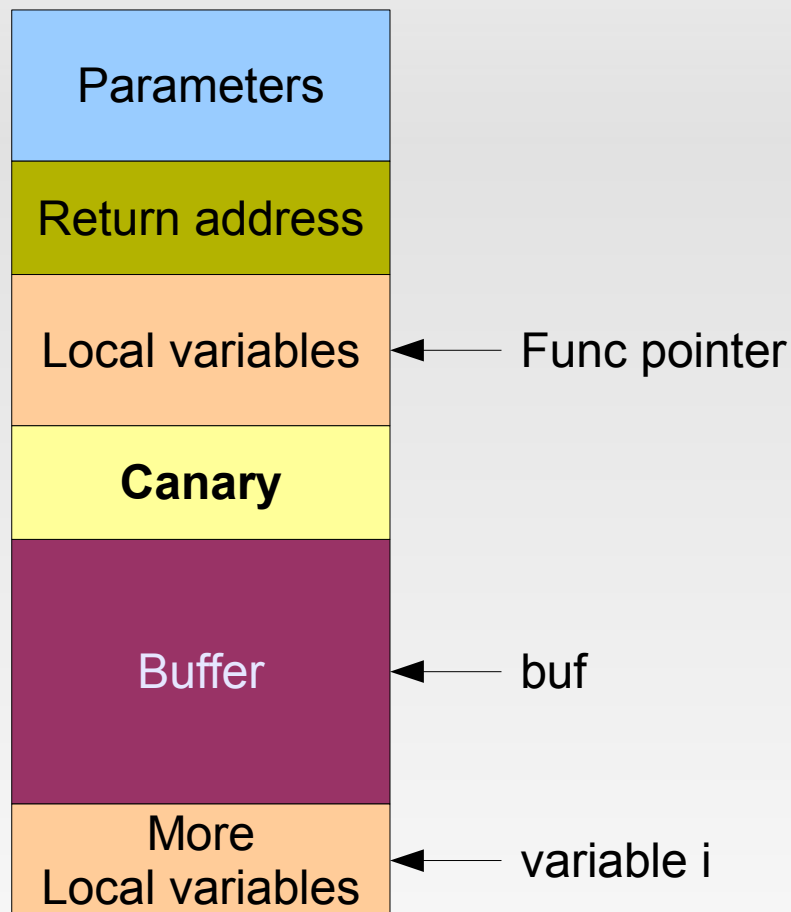 Parameters
Return address
Local variables
Func pointer
Canary
Buffer
buf
More
Local variables
variable i